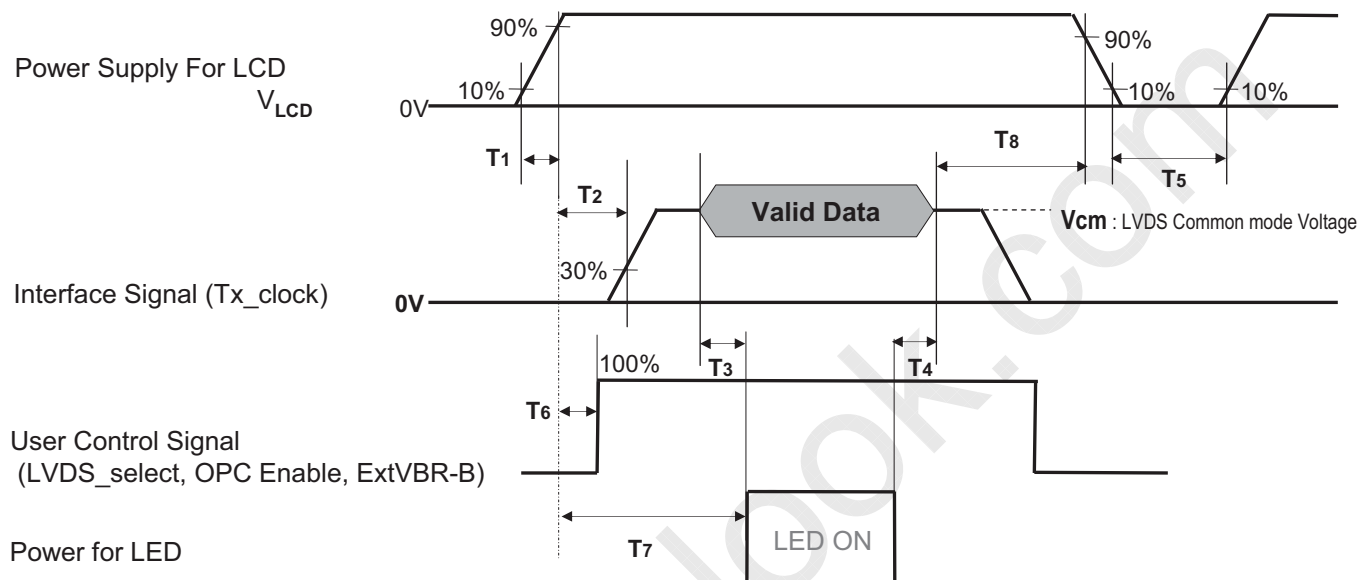 90%
90%
Power Supply For LCD
VLCD
10%
10%
10%
0V
T1
T8
T2
T5
Valid Data
Vcm : LVDS Common mode Voltage
30%
Interface Signal (Tx_clock)
0V
100%
T3
T4
T6
User Control Signal
(LVDS_select, OPC Enable, ExtVBR-B)
T7
LED ON
Power for LED
look.com